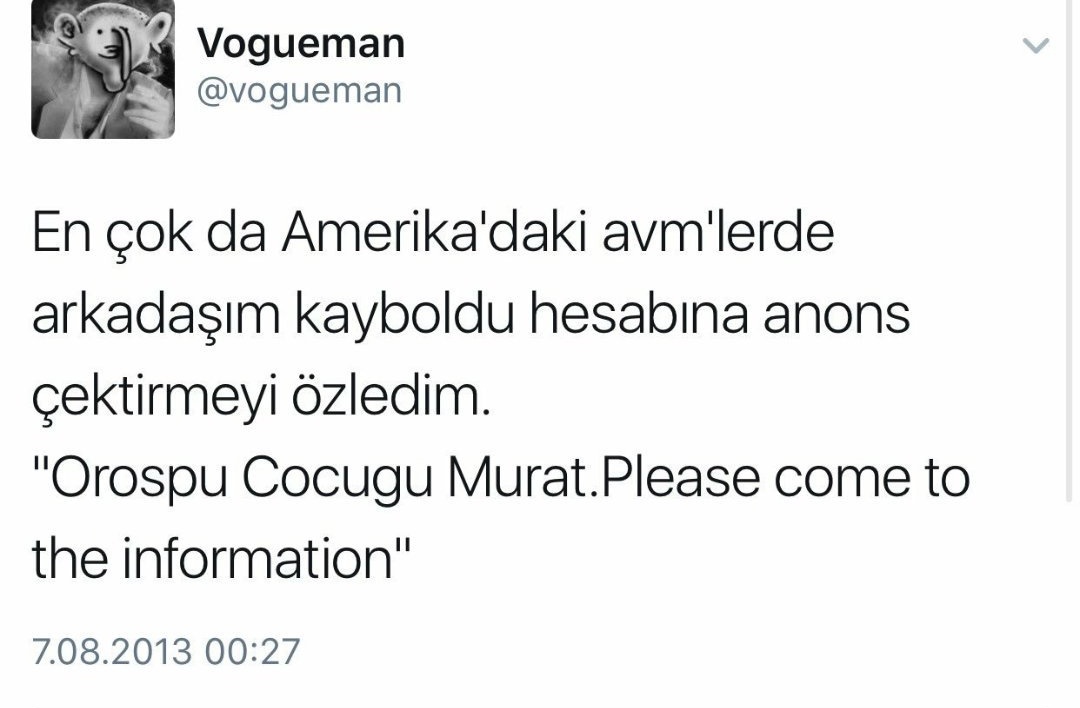 Vogueman
@vogueman
En çok da Amerika'daki avm'lerde
arkadaşım kayboldu hesabına anons
çektirmeyi özledim.
"Orospu Cocugu Murat.Please come to
the information"
7.08.2013 00:27